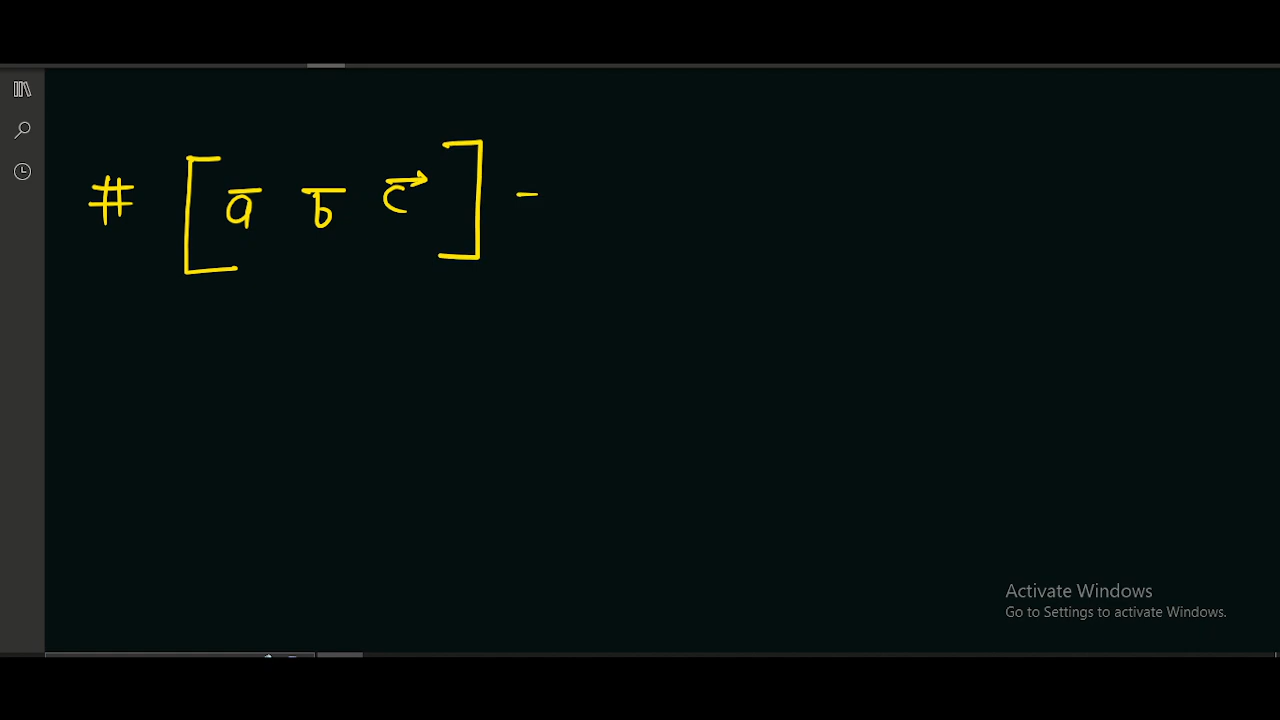 # [a̅ b̅ c⃗] -
Activate Windows
Go to Settings to activate Windows.